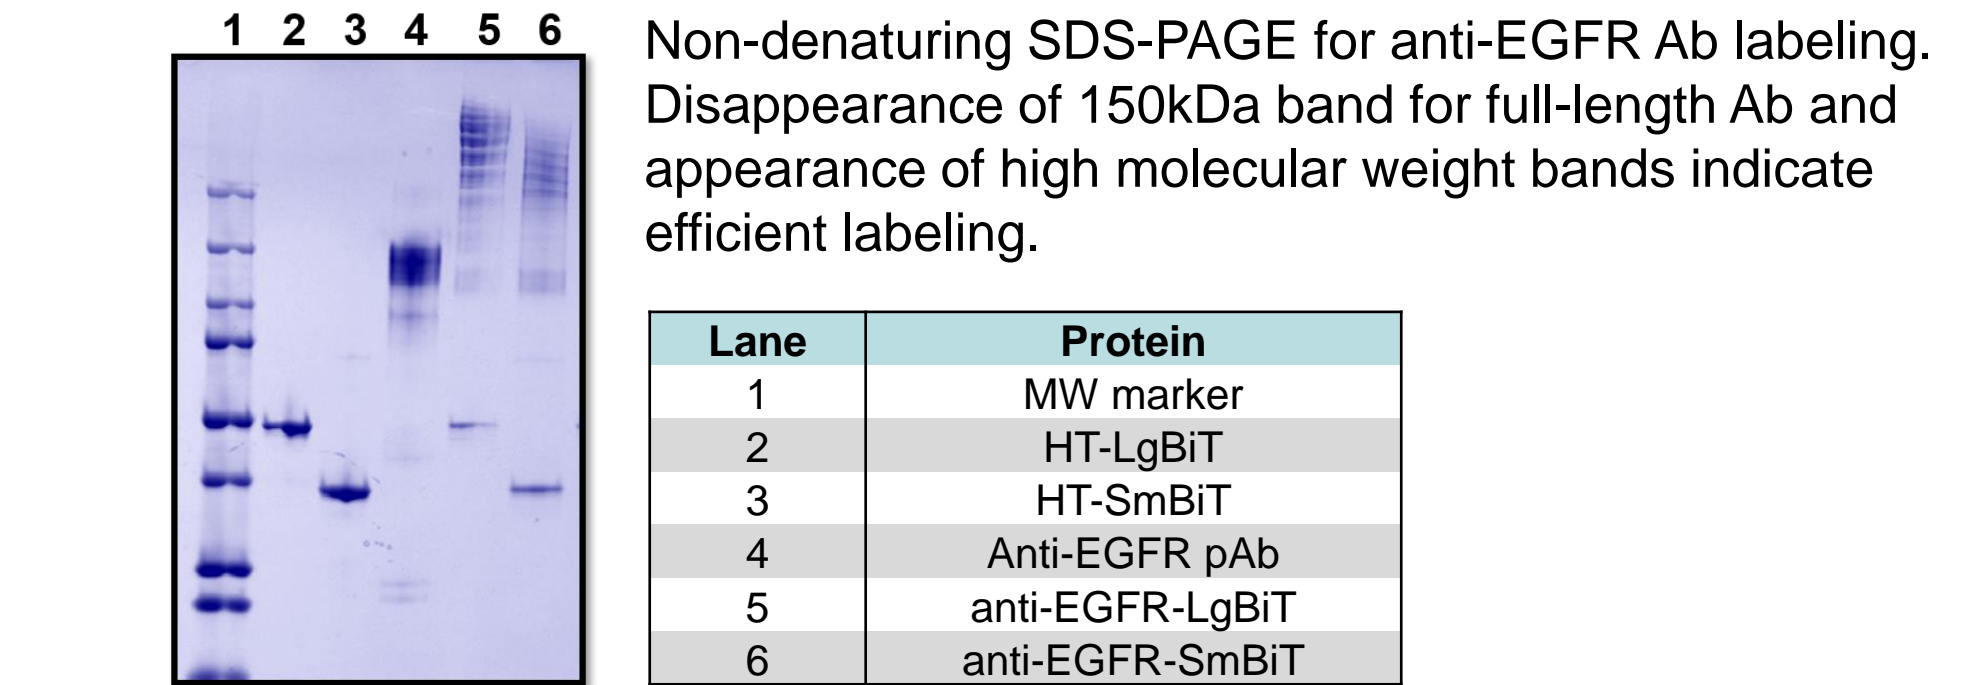 1 2 3 4 5 6
Non-denaturing SDS-PAGE for anti-EGFR Ab labeling.
Disappearance of 150kDa band for full-length Ab and
appearance of high molecular weight bands indicate
efficient labeling.
Lane Protein
1 MW marker
2 HT-LgBiT
3 HT-SmBiT
4 Anti-EGFR pAb
5 anti-EGFR-LgBiT
6 anti-EGFR-SmBiT